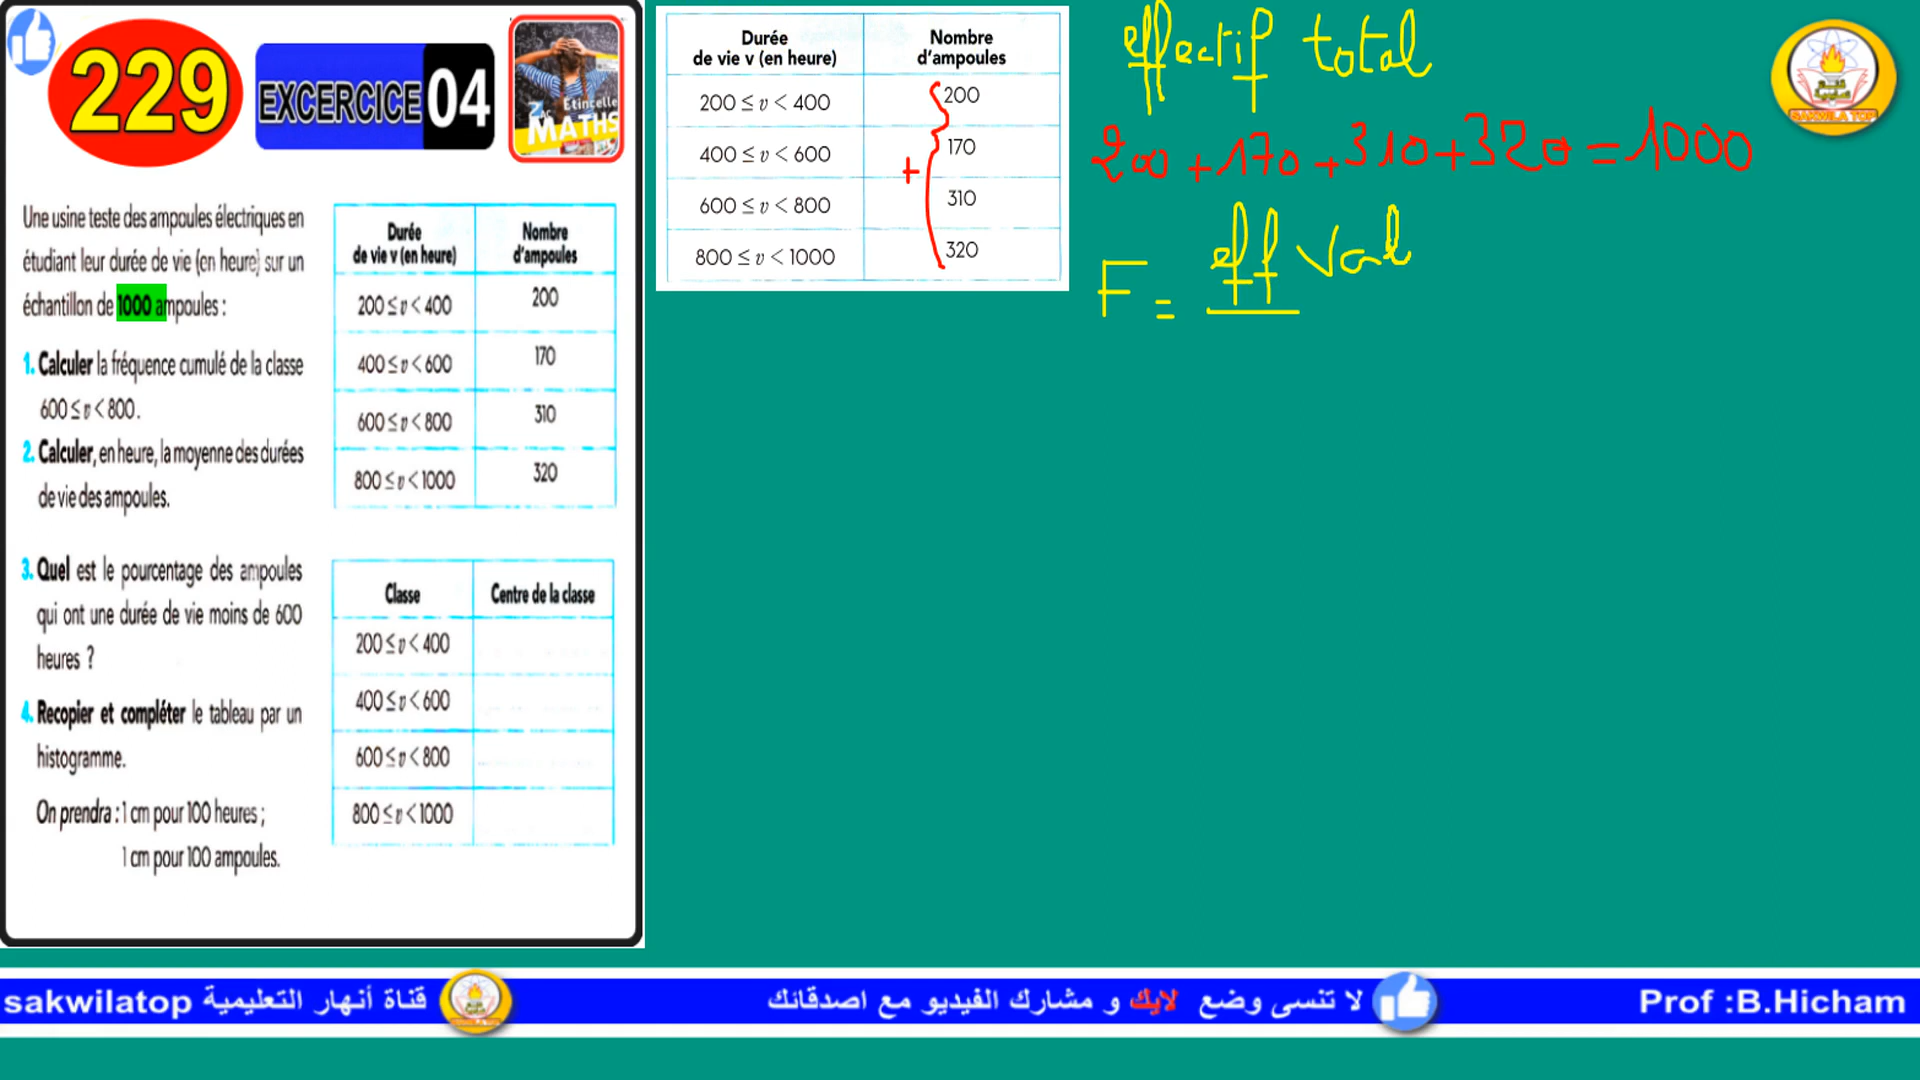 229
EXCERCICE 04
Etincelle
MATHS
Une usine teste des ampoules électriques en
étudiant leur durée de vie (en heure) sur un
échantillon de 1000 ampoules :
1. Calculer la fréquence cumulé de la classe
600 ≤ v < 800.
2. Calculer, en heure, la moyenne des durées
de vie des ampoules.
3. Quel est le pourcentage des ampoules
qui ont une durée de vie moins de 600
heures ?
4. Recopier et compléter le tableau par un
histogramme.
On prendra : 1 cm pour 100 heures ;
1 cm pour 100 ampoules.
Durée Nombre
de vie v (en heure) d'ampoules
200 ≤ v < 400 200
400 ≤ v < 600 170
600 ≤ v < 800 310
800 ≤ v < 1000 320
Classe Centre de la classe
200 ≤ v < 400
400 ≤ v < 600
600 ≤ v < 800
800 ≤ v < 1000
Durée Nombre
de vie v (en heure) d'ampoules
200 ≤ v < 400 200
400 ≤ v < 600 170
+
600 ≤ v < 800 310
800 ≤ v < 1000 320
effectif total
200 + 170 + 310 + 320 = 1000
F = eff val
SAKWILA TOP
sakwilatop قناة أنهار التعليمية
لا تنسى وضع لايك و مشارك الفيديو مع اصدقائك
Prof :B.Hicham